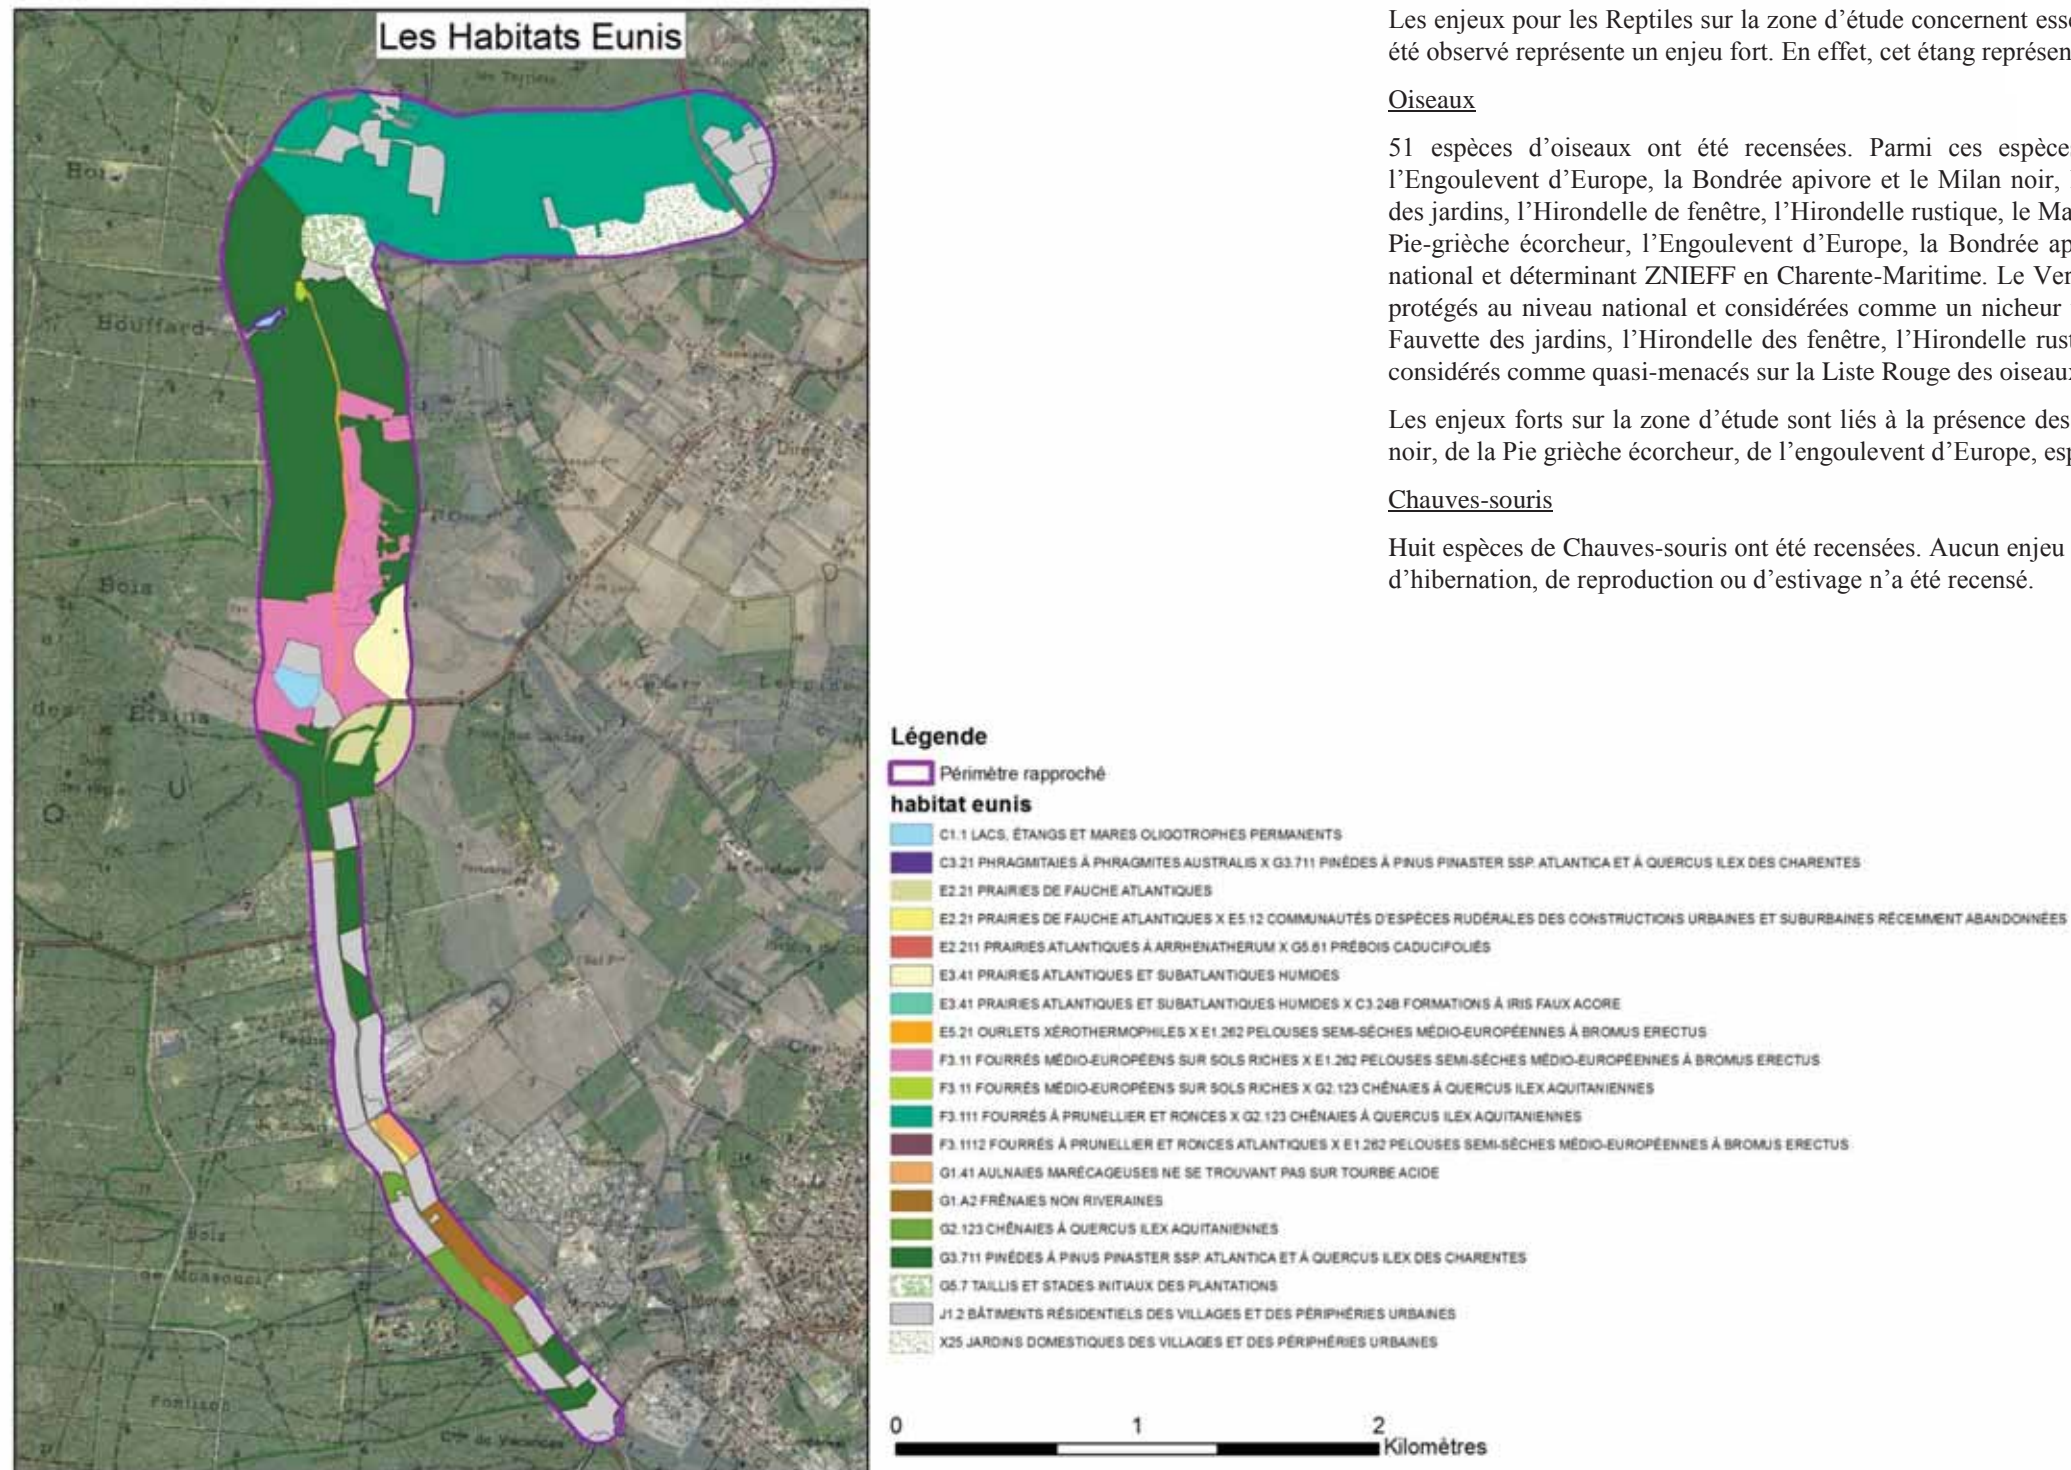 Les Habitats Eunis
les Terriers
Bois
Bouffard
Bois
des Etains
Q U
L
Bois
de Monsouci
Fontison
Cnie de Vacances
Les enjeux pour les Reptiles sur la zone d’étude concernent esse
été observé représente un enjeu fort. En effet, cet étang représen
Oiseaux
51 espèces d’oiseaux ont été recensées. Parmi ces espèces
l’Engoulevent d’Europe, la Bondrée apivore et le Milan noir,
des jardins, l’Hirondelle de fenêtre, l’Hirondelle rustique, le Ma
Pie-grièche écorcheur, l’Engoulevent d’Europe, la Bondrée ap
national et déterminant ZNIEFF en Charente-Maritime. Le Ver
protégés au niveau national et considérées comme un nicheur
Fauvette des jardins, l’Hirondelle des fenêtre, l’Hirondelle rust
considérés comme quasi-menacés sur la Liste Rouge des oiseaux
Les enjeux forts sur la zone d’étude sont liés à la présence des
noir, de la Pie grièche écorcheur, de l’engoulevent d’Europe, esp
Chauves-souris
Huit espèces de Chauves-souris ont été recensées. Aucun enjeu
d’hibernation, de reproduction ou d’estivage n’a été recensé.
Légende
Périmètre rapproché
habitat eunis
C1.1 LACS, ÉTANGS ET MARES OLIGOTROPHES PERMANENTS
C3.21 PHRAGMITAIES À PHRAGMITES AUSTRALIS X G3.711 PINÈDES À PINUS PINASTER SSP. ATLANTICA ET À QUERCUS ILEX DES CHARENTES
E2.21 PRAIRIES DE FAUCHE ATLANTIQUES
E2.21 PRAIRIES DE FAUCHE ATLANTIQUES X E5.12 COMMUNAUTÉS D'ESPÈCES RUDÉRALES DES CONSTRUCTIONS URBAINES ET SUBURBAINES RÉCEMMENT ABANDONNÉES
E2.211 PRAIRIES ATLANTIQUES À ARRHENATHERUM X G5.61 PRÉBOIS CADUCIFOLIÉS
E3.41 PRAIRIES ATLANTIQUES ET SUBATLANTIQUES HUMIDES
E3.41 PRAIRIES ATLANTIQUES ET SUBATLANTIQUES HUMIDES X C3.24B FORMATIONS À IRIS FAUX ACORE
E5.21 OURLETS XÉROTHERMOPHILES X E1.262 PELOUSES SEMI-SÈCHES MÉDIO-EUROPÉENNES À BROMUS ERECTUS
F3.11 FOURRÉS MÉDIO-EUROPÉENS SUR SOLS RICHES X E1.262 PELOUSES SEMI-SÈCHES MÉDIO-EUROPÉENNES À BROMUS ERECTUS
F3.11 FOURRÉS MÉDIO-EUROPÉENS SUR SOLS RICHES X G2.123 CHÊNAIES À QUERCUS ILEX AQUITANIENNES
F3.111 FOURRÉS À PRUNELLIER ET RONCES X G2.123 CHÊNAIES À QUERCUS ILEX AQUITANIENNES
F3.1112 FOURRÉS À PRUNELLIER ET RONCES ATLANTIQUES X E1.262 PELOUSES SEMI-SÈCHES MÉDIO-EUROPÉENNES À BROMUS ERECTUS
G1.41 AULNAIES MARÉCAGEUSES NE SE TROUVANT PAS SUR TOURBE ACIDE
G1.A2 FRÊNAIES NON RIVERAINES
G2.123 CHÊNAIES À QUERCUS ILEX AQUITANIENNES
G3.711 PINÈDES À PINUS PINASTER SSP. ATLANTICA ET À QUERCUS ILEX DES CHARENTES
G5.7 TAILLIS ET STADES INITIAUX DES PLANTATIONS
J1.2 BÂTIMENTS RÉSIDENTIELS DES VILLAGES ET DES PÉRIPHÉRIES URBAINES
X25 JARDINS DOMESTIQUES DES VILLAGES ET DES PÉRIPHÉRIES URBAINES
0 1 2
Kilomètres